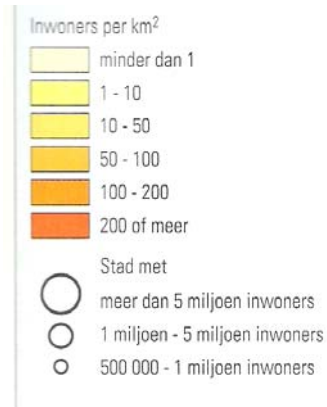 Inwoners per km²
minder dan 1
1 - 10
10 - 50
50 - 100
100 - 200
200 of meer
Stad met
meer dan 5 miljoen inwoners
1 miljoen - 5 miljoen inwoners
500 000 - 1 miljoen inwoners